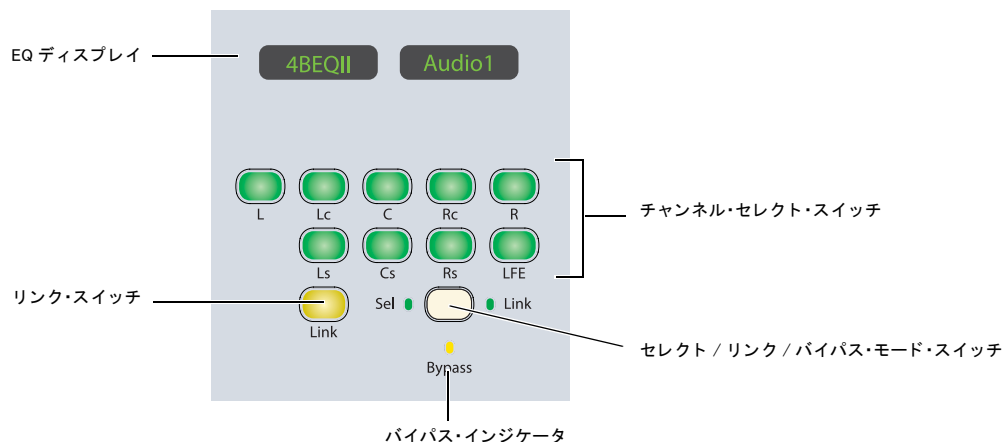 EQ ディスプレイ
4BEQII
Audio1
L
Lc
C
Rc
R
チャンネル・セレクト・スイッチ
Ls
Cs
Rs
LFE
リンク・スイッチ
Sel
Link
Link
セレクト / リンク / バイパス・モード・スイッチ
Bypass
バイパス・インジケータ